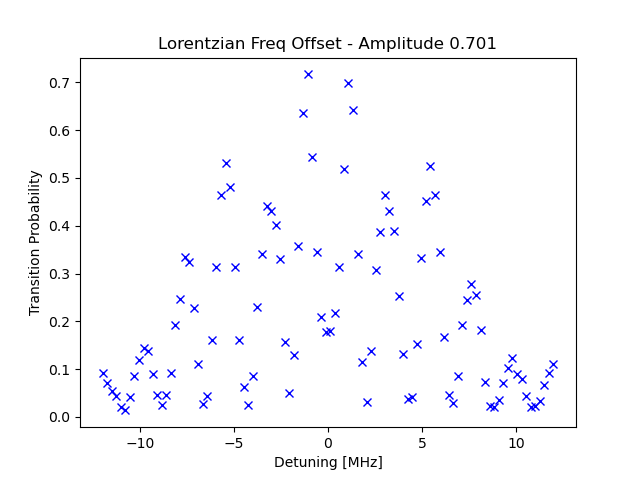 Lorentzian Freq Offset - Amplitude 0.701
Transition Probability
0.7
0.6
0.5
0.4
0.3
0.2
0.1
0.0
−10 −5 0 5 10
Detuning [MHz]